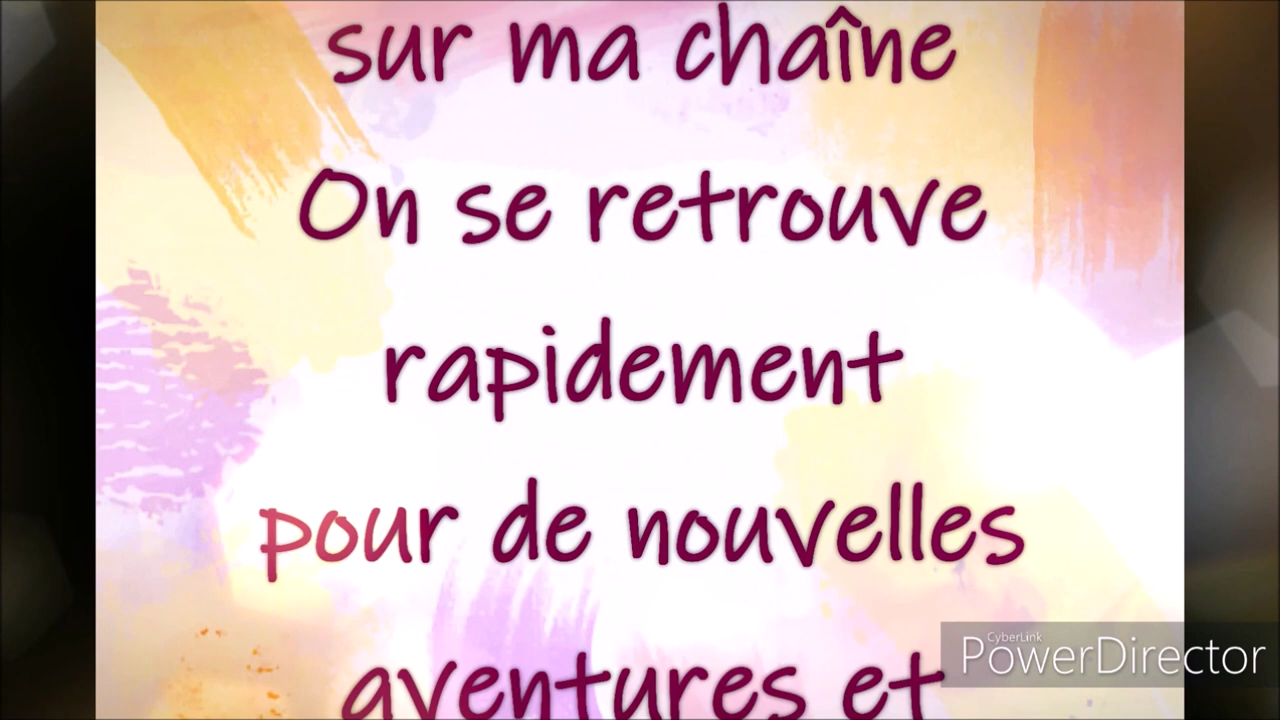 sur ma chaîne
On se retrouve
rapidement
pour de nouvelles
aventures et
CyberLink
PowerDirector